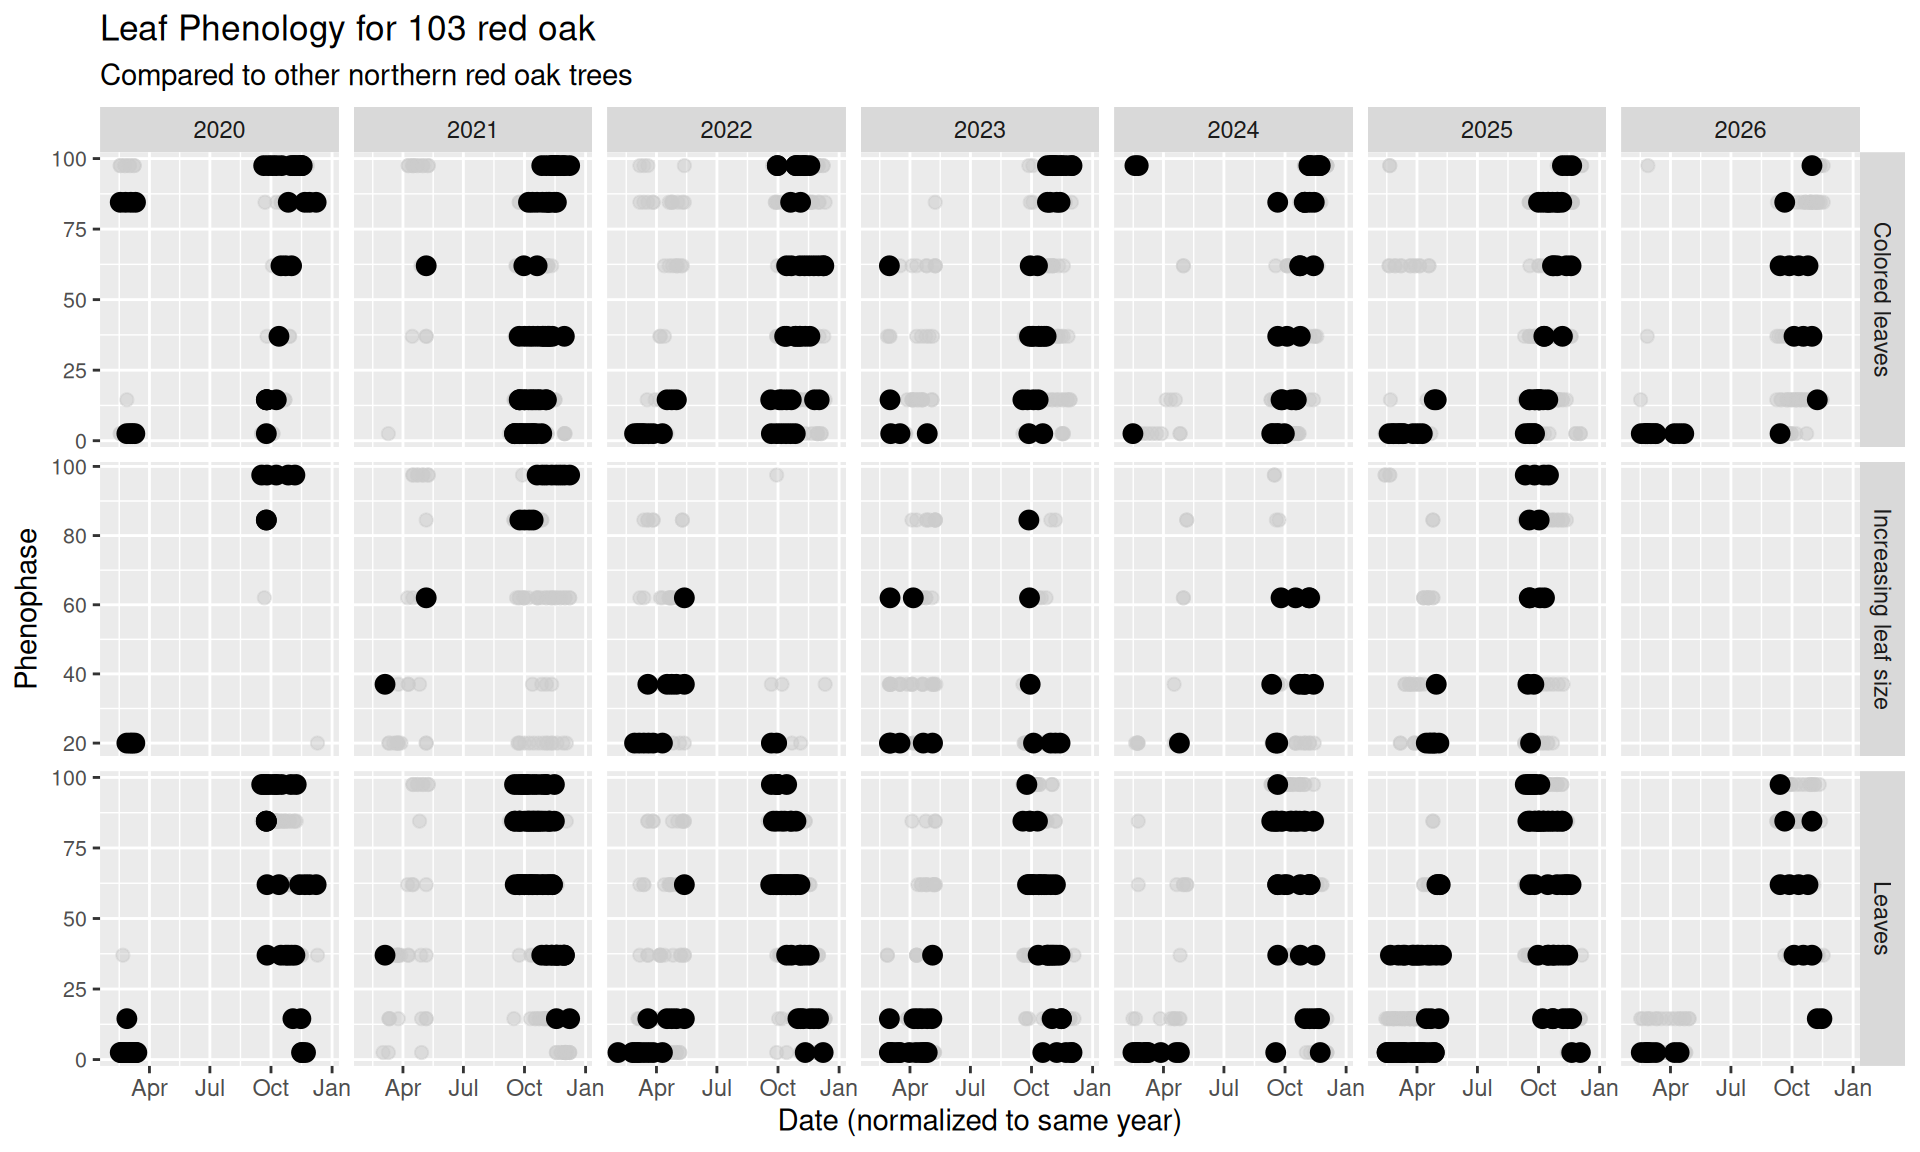 Leaf Phenology for 103 red oak
Compared to other northern red oak trees
2020 2021 2022 2023 2024 2025 2026
100
75
50
25
0
Colored leaves
100
80
60
40
20
Increasing leaf size
100
75
50
25
0
Leaves
Phenophase
Apr Jul Oct Jan Apr Jul Oct Jan Apr Jul Oct Jan Apr Jul Oct Jan Apr Jul Oct Jan Apr Jul Oct Jan Apr Jul Oct Jan
Date (normalized to same year)